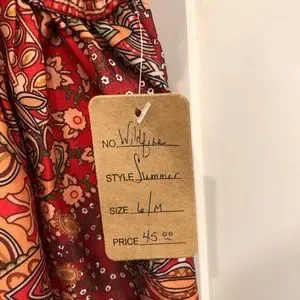 NO. Wildfire
STYLE Summer
SIZE 6/M
PRICE 45.00